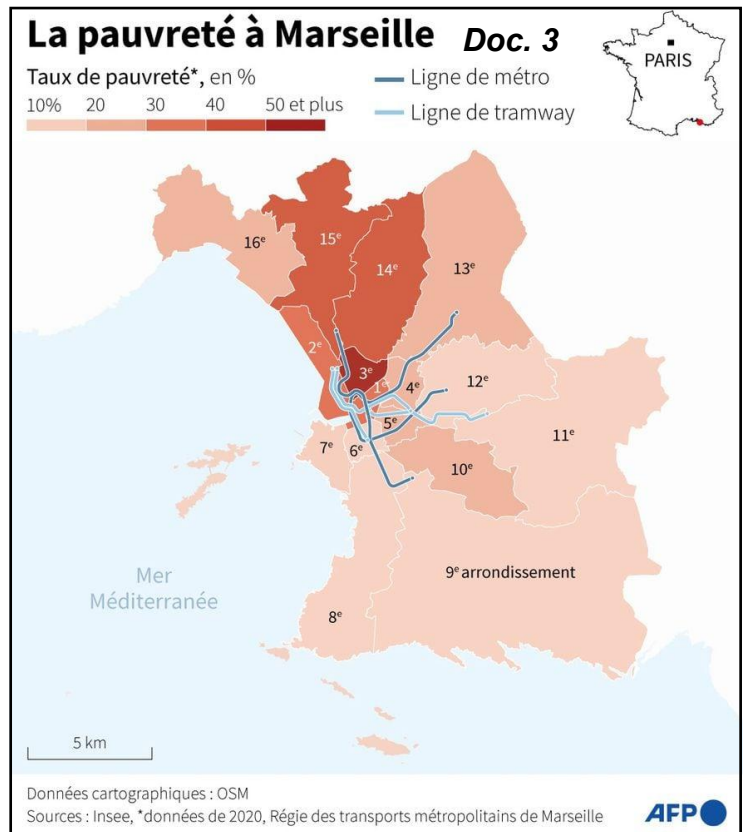 La pauvreté à Marseille Doc. 3
PARIS
Taux de pauvreté*, en %
10% 20 30 40 50 et plus
Ligne de métro
Ligne de tramway
16e
15e
14e
13e
2e
3e
1e
4e
12e
5e
11e
7e
6e
10e
Mer
Méditerranée
9e arrondissement
8e
5 km
Données cartographiques : OSM
Sources : Insee, *données de 2020, Régie des transports métropolitains de Marseille
AFP